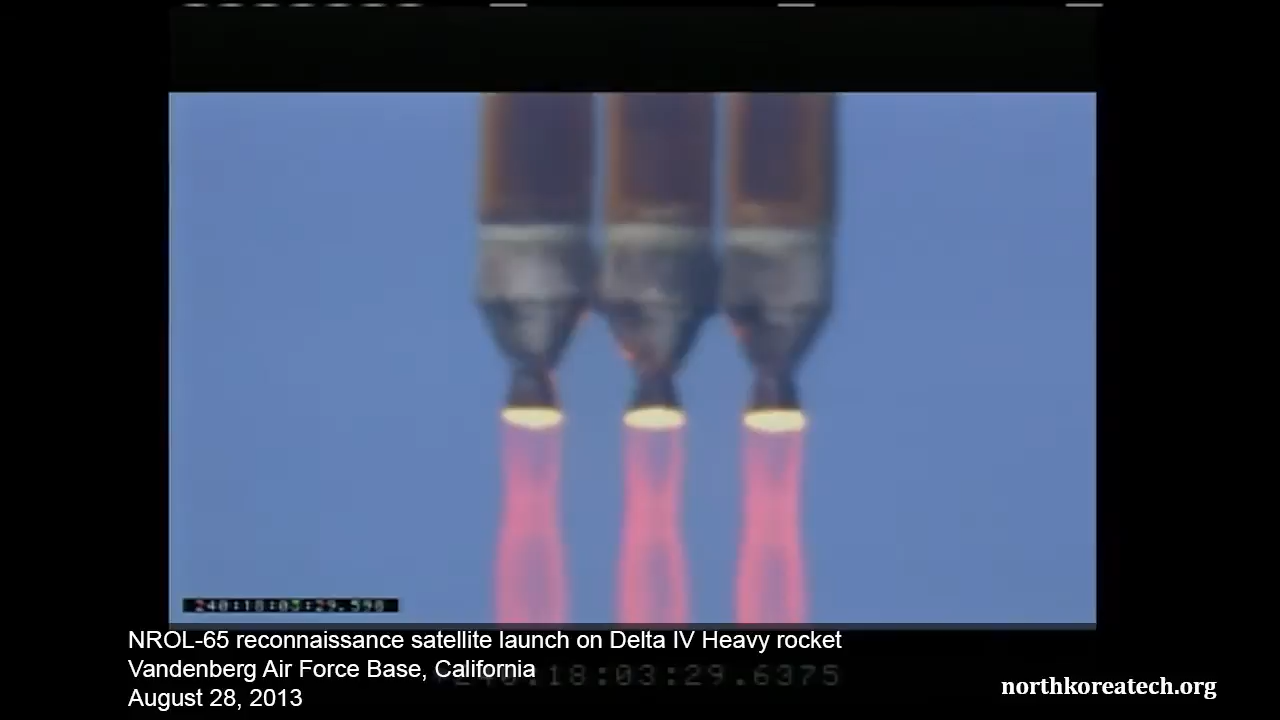 240:18:03:29.590
NROL-65 reconnaissance satellite launch on Delta IV Heavy rocket
Vandenberg Air Force Base, California
:18:03:29.6375
August 28, 2013
northkoreatech.org